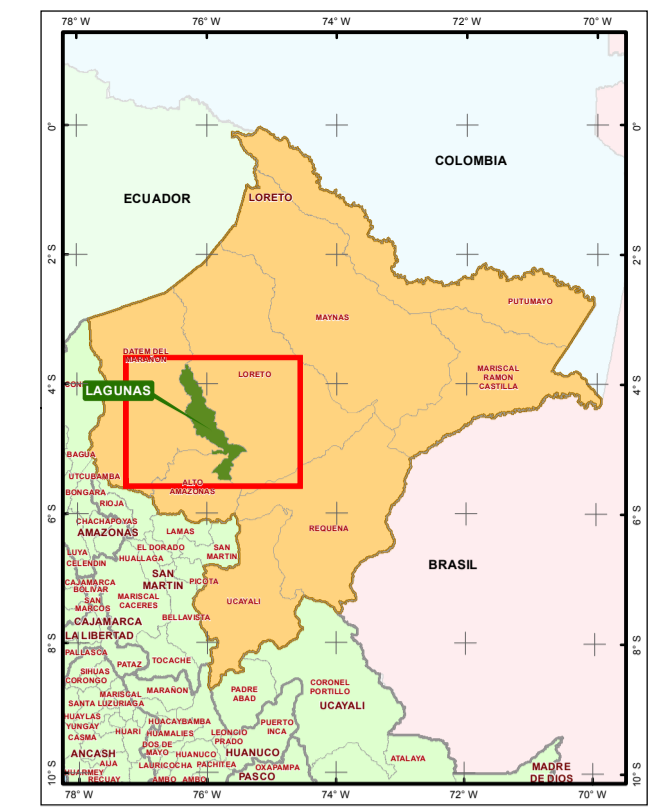 78° W 76° W 74° W 72° W 70° W
0° 0°
COLOMBIA
ECUADOR
LORETO
2° S 2° S
PUTUMAYO
MAYNAS
DATEM DEL
MARAÑON
LORETO
MARISCAL
RAMON
CASTILLA
4° S 4° S
LAGUNAS
BAGUA
UTCUBAMBA
ALTO
AMAZONAS
BONGARA
RIOJA
6° S 6° S
CHACHAPOYAS
AMAZONAS
LAMAS
REQUENA
LUYA
EL DORADO
SAN
MARTIN
CELENDIN
HUALLAGA
BRASIL
SAN
MARTIN
PICOTA
CAJAMARCA
BOLIVAR
SAN
MARCOS
MARISCAL
CACERES
UCAYALI
CAJAMARCA
BELLAVISTA
LA LIBERTAD
8° S 8° S
PALLASCA
PATAZ
TOCACHE
SIHUAS
CORONGO
MARISCAL
LUZURIAGA
MARAÑON
PADRE
ABAD
CORONEL
PORTILLO
SANTA
UCAYALI
HUAYLAS
YUNGAY
CASMA
HUARI
HUACAYBAMBA
HUAMALIES
LEONCIO
PRADO
PUERTO
INCA
DOS DE
MAYO
HUANUCO
HUANUCO
ANCASH
AIJA
LAURICOCHA
PACHITEA
OXAPAMPA
ATALAYA
HUARMEY
RECUAY
AMBO
AMBO
PASCO
MADRE
DE DIOS
10° S 10° S
78° W 76° W 74° W 72° W 70° W